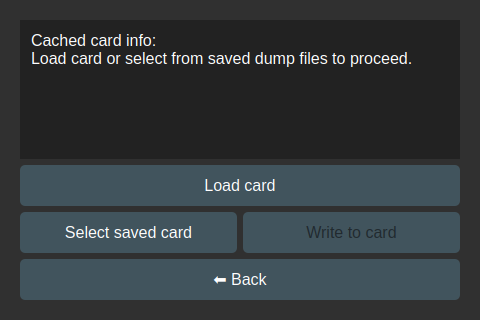 Cached card info:
Load card or select from saved dump files to proceed.
Load card
Select saved card
Write to card
⬅ Back